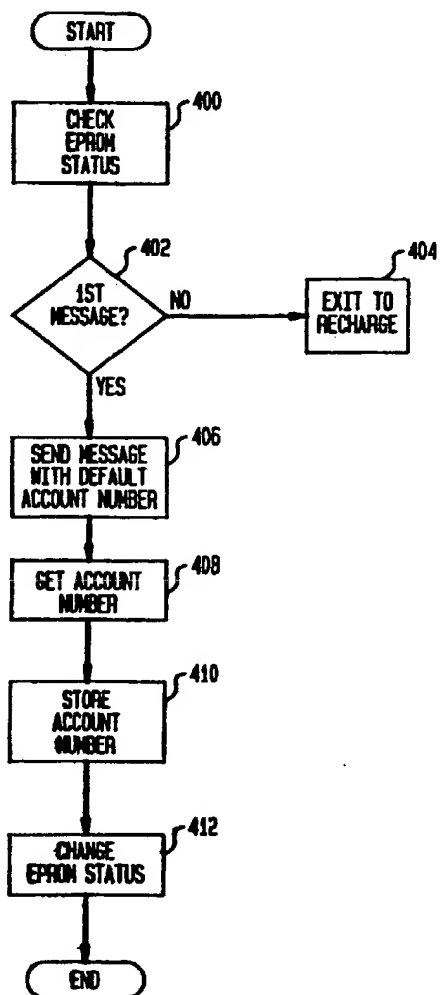 START
400
CHECK
EPROM
STATUS
402
1ST
MESSAGE?
NO
404
EXIT TO
RECHARGE
YES
406
SEND MESSAGE
WITH DEFAULT
ACCOUNT NUMBER
408
GET ACCOUNT
NUMBER
410
STORE
ACCOUNT
NUMBER
412
CHANGE
EPROM STATUS
END